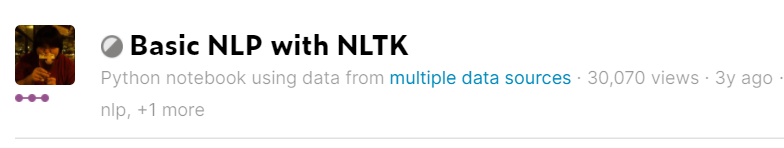 Basic NLP with NLTK
Python notebook using data from multiple data sources · 30,070 views · 3y ago ·
nlp, +1 more